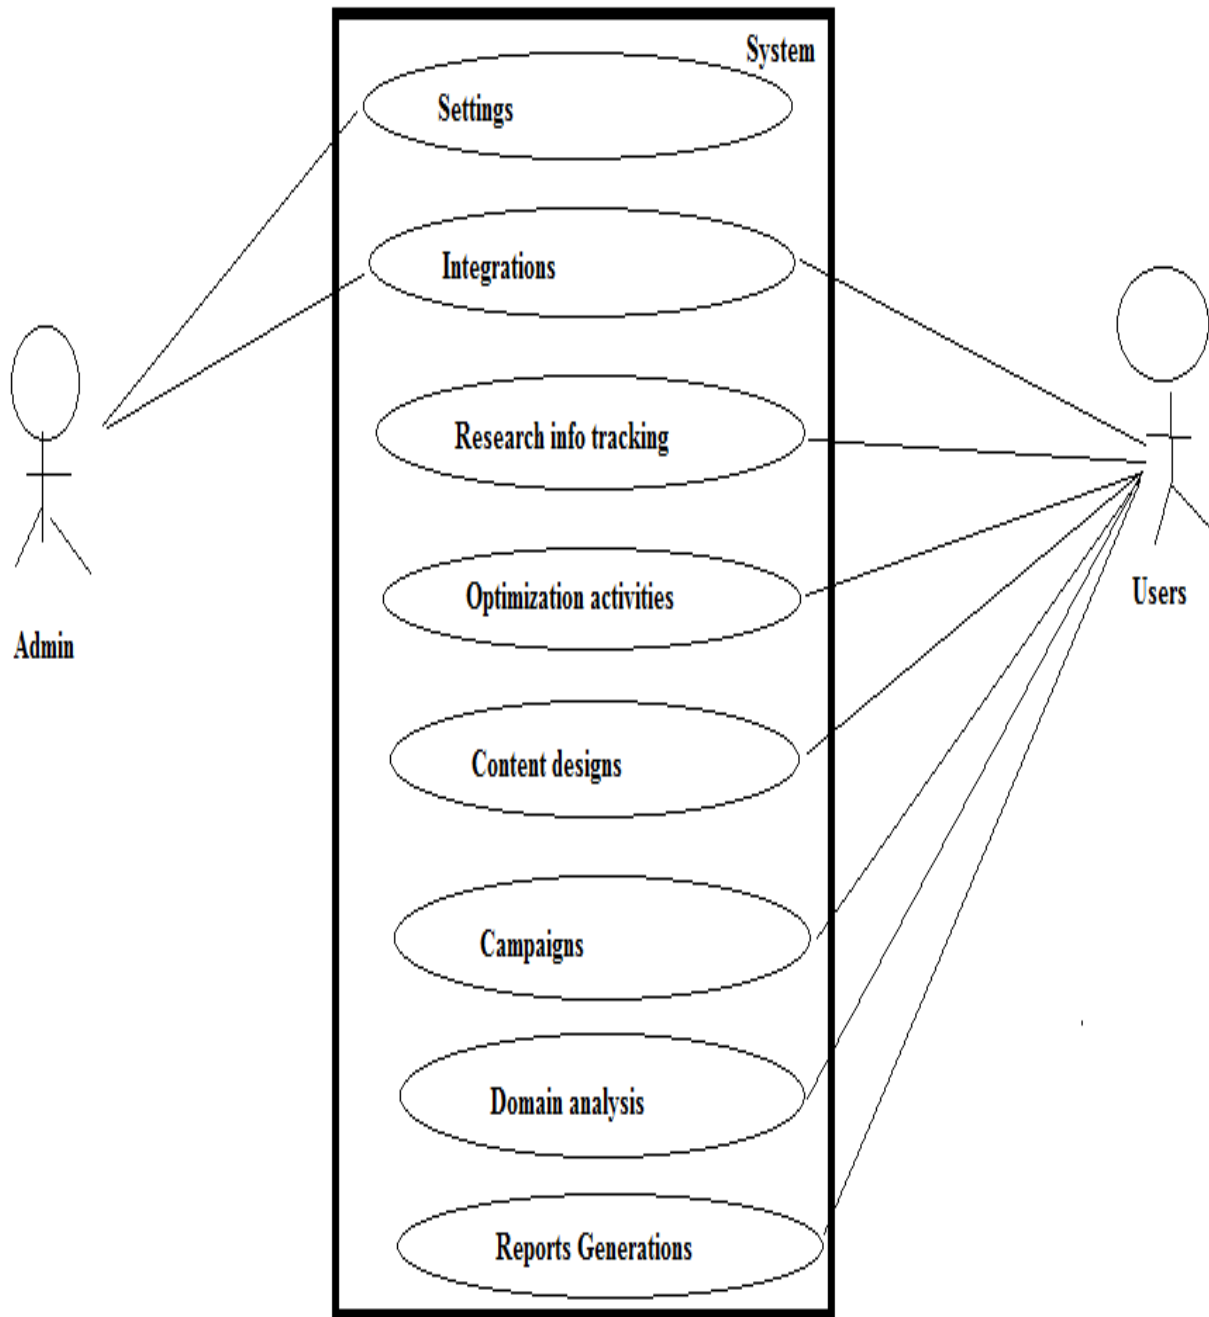 System
Settings
Integrations
Research info tracking
Optimization activities
Users
Admin
Content designs
Campaigns
Domain analysis
Reports Generations